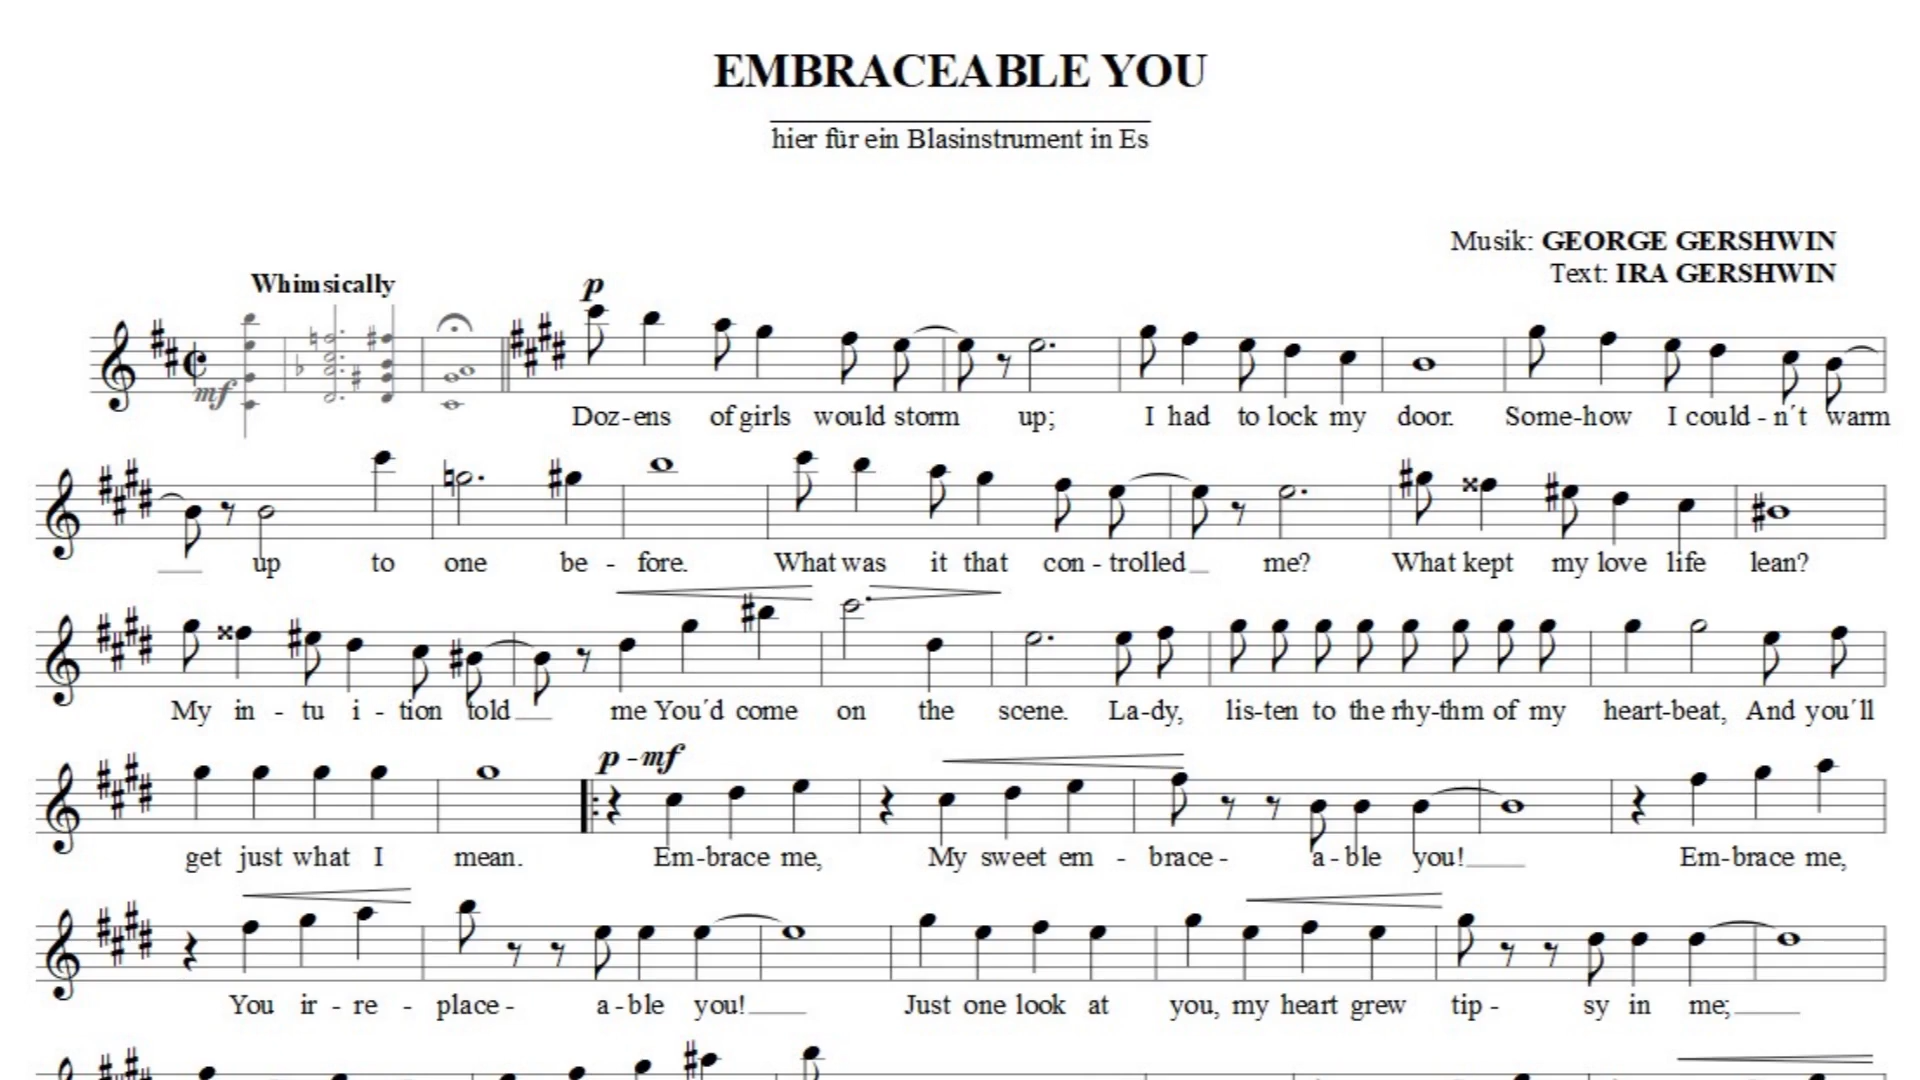 EMBRACEABLE YOU
hier für ein Blasinstrument in Es
Musik: GEORGE GERSHWIN
Text: IRA GERSHWIN
Whimsically
p
mf
Doz-ens of girls would storm up; I had to lock my door. Some-how I could-n´t warm
up to one be - fore. What was it that con - trolled me? What kept my love life lean?
My in - tu i - tion told me You´d come on the scene. La-dy, lis-ten to the rhy-thm of my heart-beat, And you´ll
p - mf
get just what I mean. Em-brace me, My sweet em - brace - a - ble you! Em-brace me,
You ir - re - place - a - ble you! Just one look at you, my heart grew tip - sy in me;